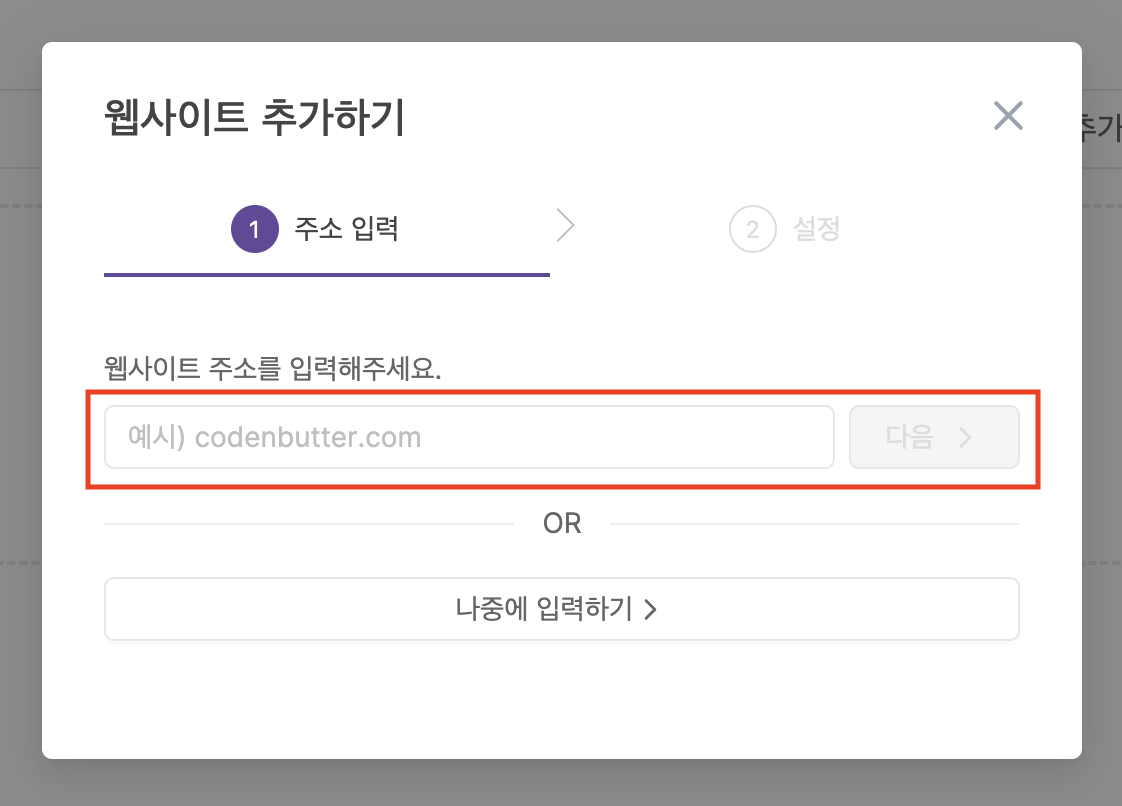 웹사이트 추가하기
추가
1 주소 입력
2 설정
웹사이트 주소를 입력해주세요.
예시) codenbutter.com
다음
OR
나중에 입력하기